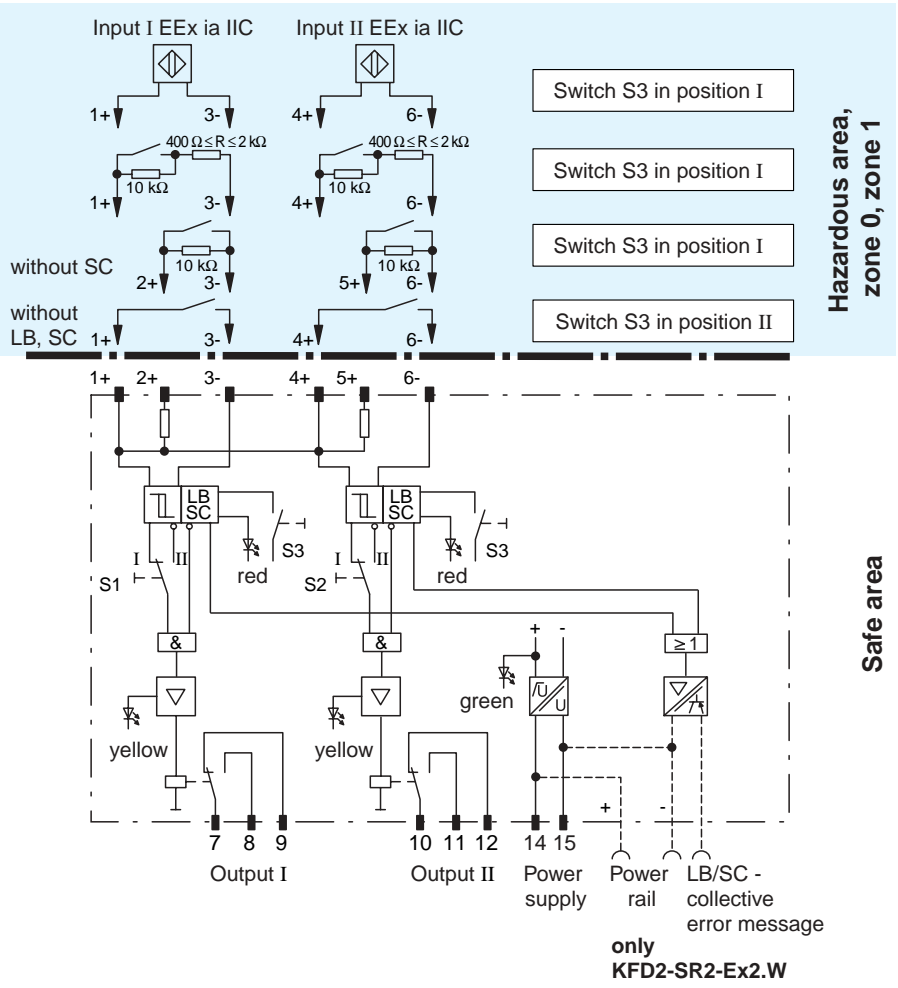 Input I EEx ia IIC
Input II EEx ia IIC
1+ 3- 4+ 6-
Switch S3 in position I
400 Ω ≤ R ≤ 2 kΩ
400 Ω ≤ R ≤ 2 kΩ
10 kΩ
10 kΩ
1+ 3- 4+ 6-
Switch S3 in position I
10 kΩ
10 kΩ
without SC
2+ 3- 5+ 6-
Switch S3 in position I
without
LB, SC
1+ 3- 4+ 6-
Switch S3 in position II
Hazardous area,
zone 0, zone 1
1+ 2+ 3- 4+ 5+ 6-
LB
SC
LB
SC
I II
S1
red
S3
I II
S2
red
S3
Safe area
& &
≥ 1
+ -
green
U
U
yellow
yellow
+ -
7 8 9
10 11 12
14 15
Output I
Output II
Power
supply
Power
rail
LB/SC -
collective
error message
only
KFD2-SR2-Ex2.W